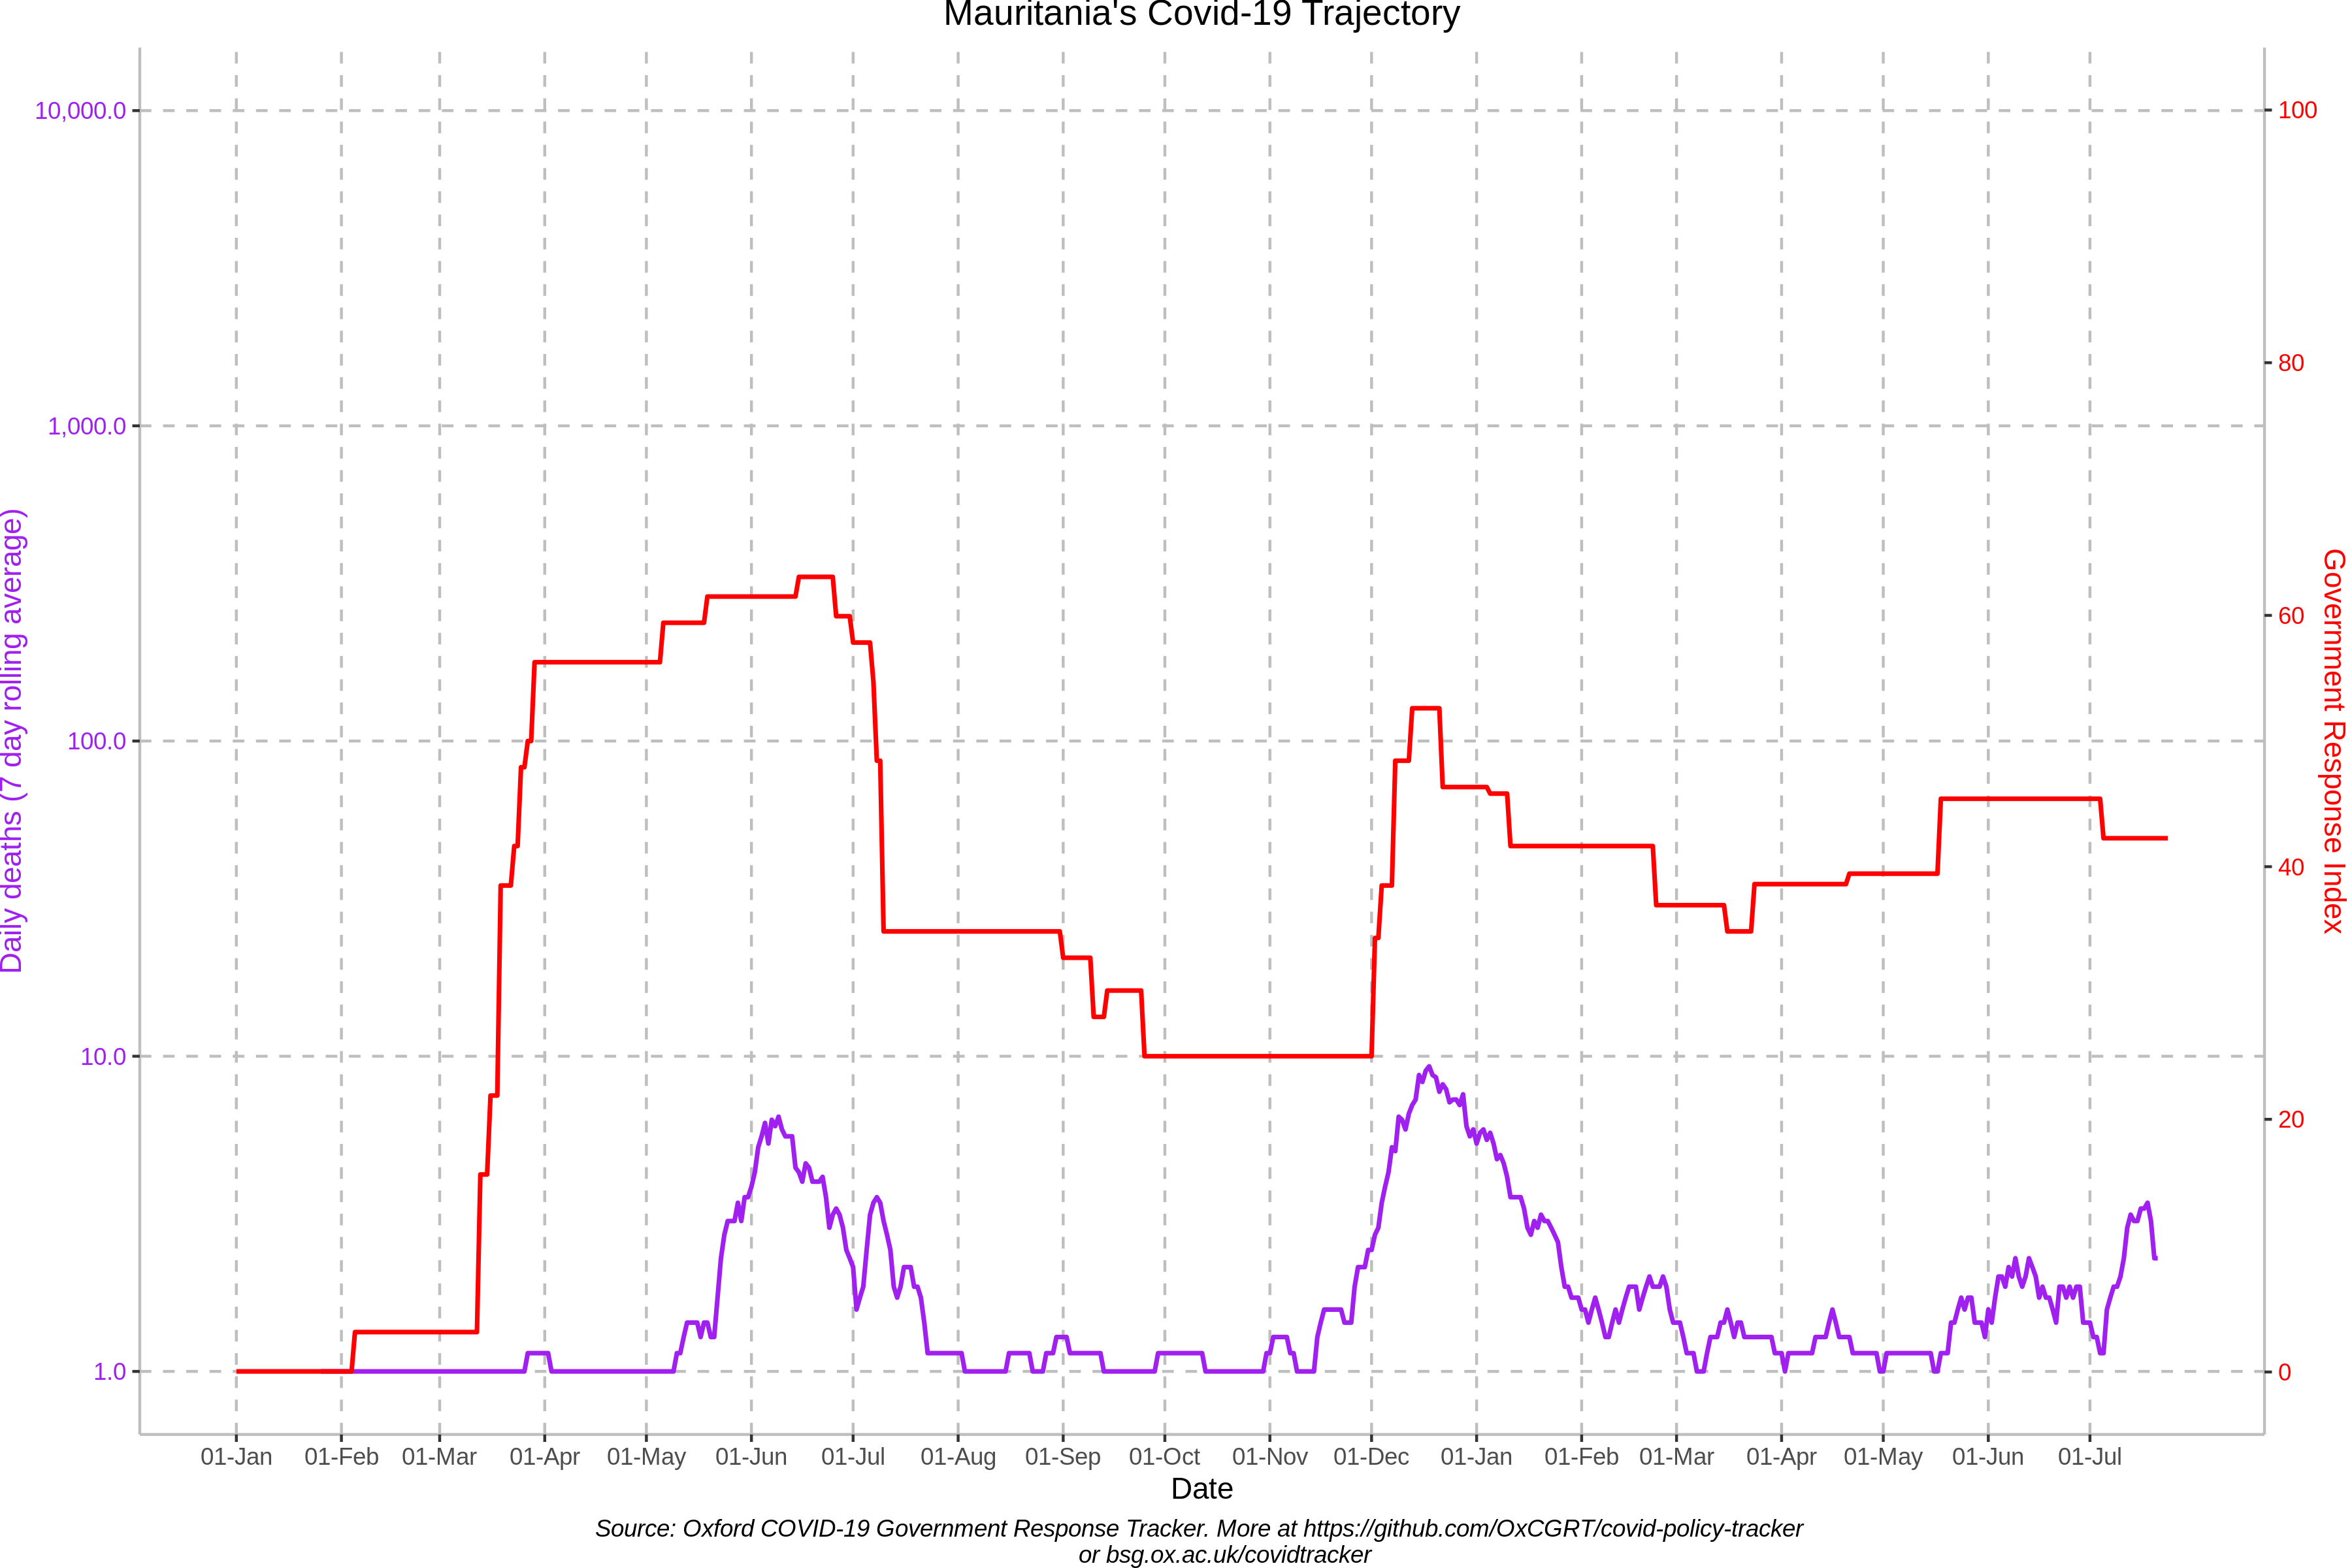 Mauritania's Covid-19 Trajectory
10,000.0
1,000.0
100.0
10.0
1.0
Daily deaths (7 day rolling average)
100
80
60
40
20
0
Government Response Index
01-Jan 01-Feb 01-Mar 01-Apr 01-May 01-Jun 01-Jul 01-Aug 01-Sep 01-Oct 01-Nov 01-Dec 01-Jan 01-Feb 01-Mar 01-Apr 01-May 01-Jun 01-Jul
Date
Source: Oxford COVID-19 Government Response Tracker. More at https://github.com/OxCGRT/covid-policy-tracker
or bsg.ox.ac.uk/covidtracker